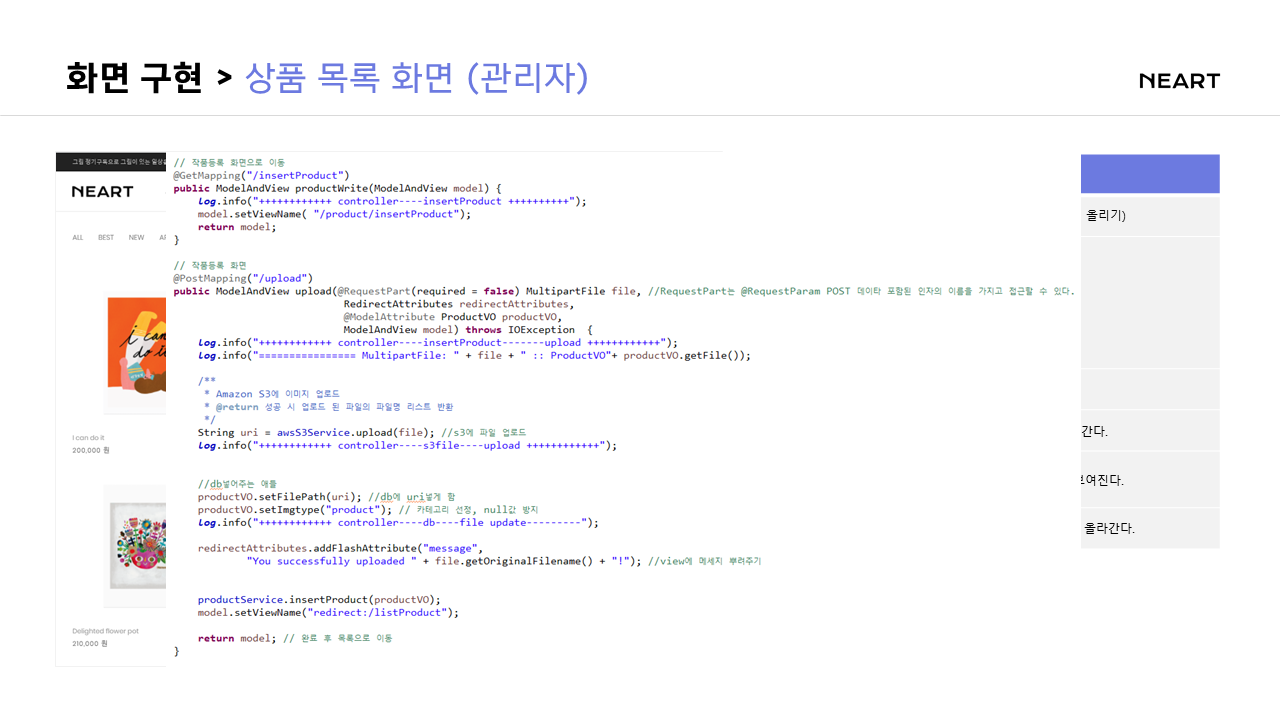 화면 구현 > 상품 목록 화면 (관리자)
NEART
그림 정기구독으로 그림이 있는 일상을
NEART
ALL BEST NEW
I can do it
I can do it
200,000 원
Delighted flower pot
210,000 원
// 작품등록 화면으로 이동
@GetMapping("/insertProduct")
public ModelAndView productWrite(ModelAndView model) {
log.info("++++++++++++ controller----insertProduct ++++++++++");
model.setViewName( "/product/insertProduct");
return model;
}
// 작품등록 화면
@PostMapping("/upload")
public ModelAndView upload(@RequestPart(required = false) MultipartFile file, //RequestPart는 @RequestParam POST 데이타 포함된 인자의 이름을 가지고 접근할 수 있다.
RedirectAttributes redirectAttributes,
@ModelAttribute ProductVO productVO,
ModelAndView model) throws IOException  {
log.info("++++++++++++ controller----insertProduct-------upload ++++++++++++");
log.info("================ MultipartFile: " + file + " :: ProductVO"+ productVO.getFile());
/**
* Amazon S3에 이미지 업로드
* @return 성공 시 업로드 된 파일의 파일명 리스트 반환
*/
String uri = awsS3Service.upload(file); //s3에 파일 업로드
log.info("++++++++++++ controller----s3file----upload ++++++++++++");
//db넣어주는 애들
productVO.setFilePath(uri); //db에 uri넣게 함
productVO.setImgtype("product"); // 카테고리 선정, null값 방지
log.info("++++++++++++ controller----db----file update---------");
redirectAttributes.addFlashAttribute("message",
"You successfully uploaded " + file.getOriginalFilename() + "!"); //view에 메세지 뿌려주기
productService.insertProduct(productVO);
model.setViewName("redirect:/listProduct");
return model; // 완료 후 목록으로 이동
}
올리기)
간다.
보여진다.
올라간다.